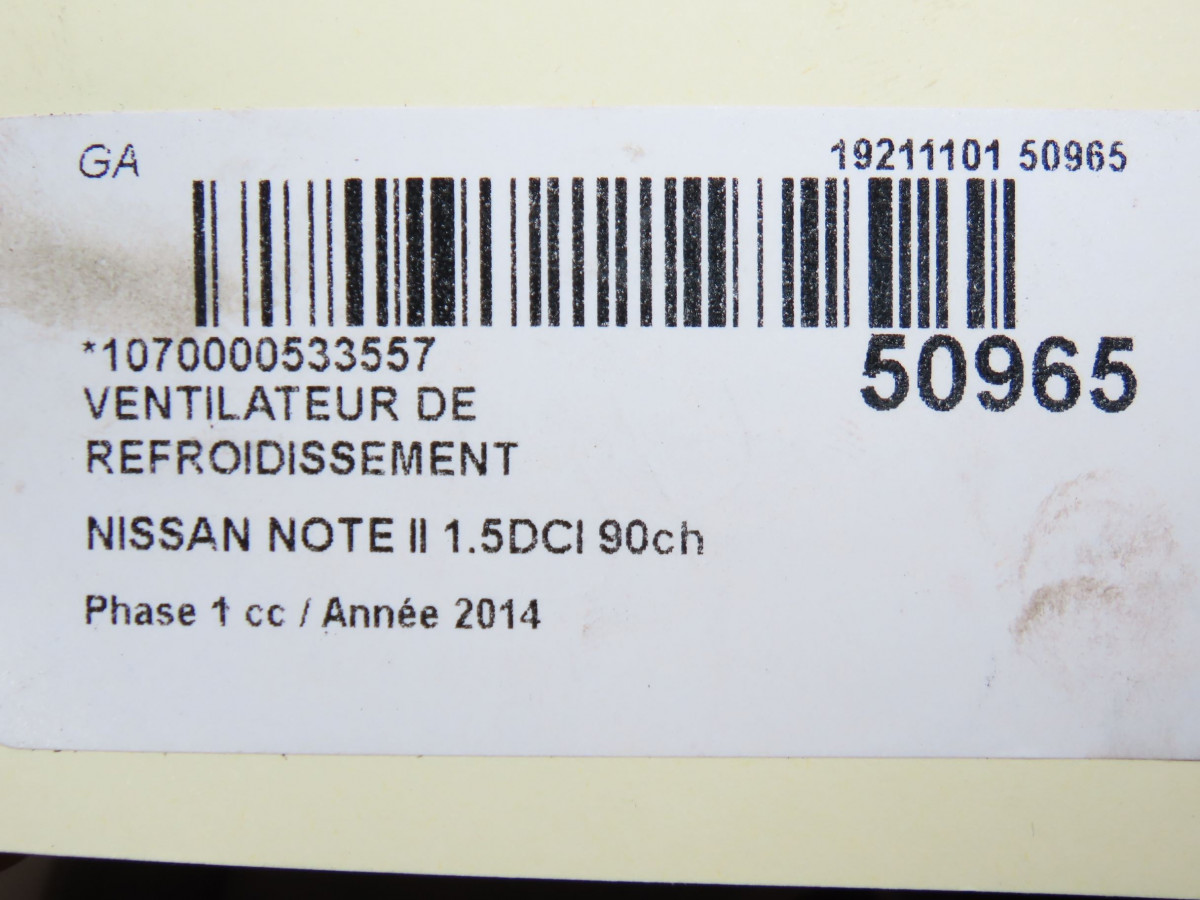 GA
19211101 50965
*1070000533557
50965
VENTILATEUR DE
REFROIDISSEMENT
NISSAN NOTE II 1.5DCI 90ch
Phase 1 cc / Année 2014